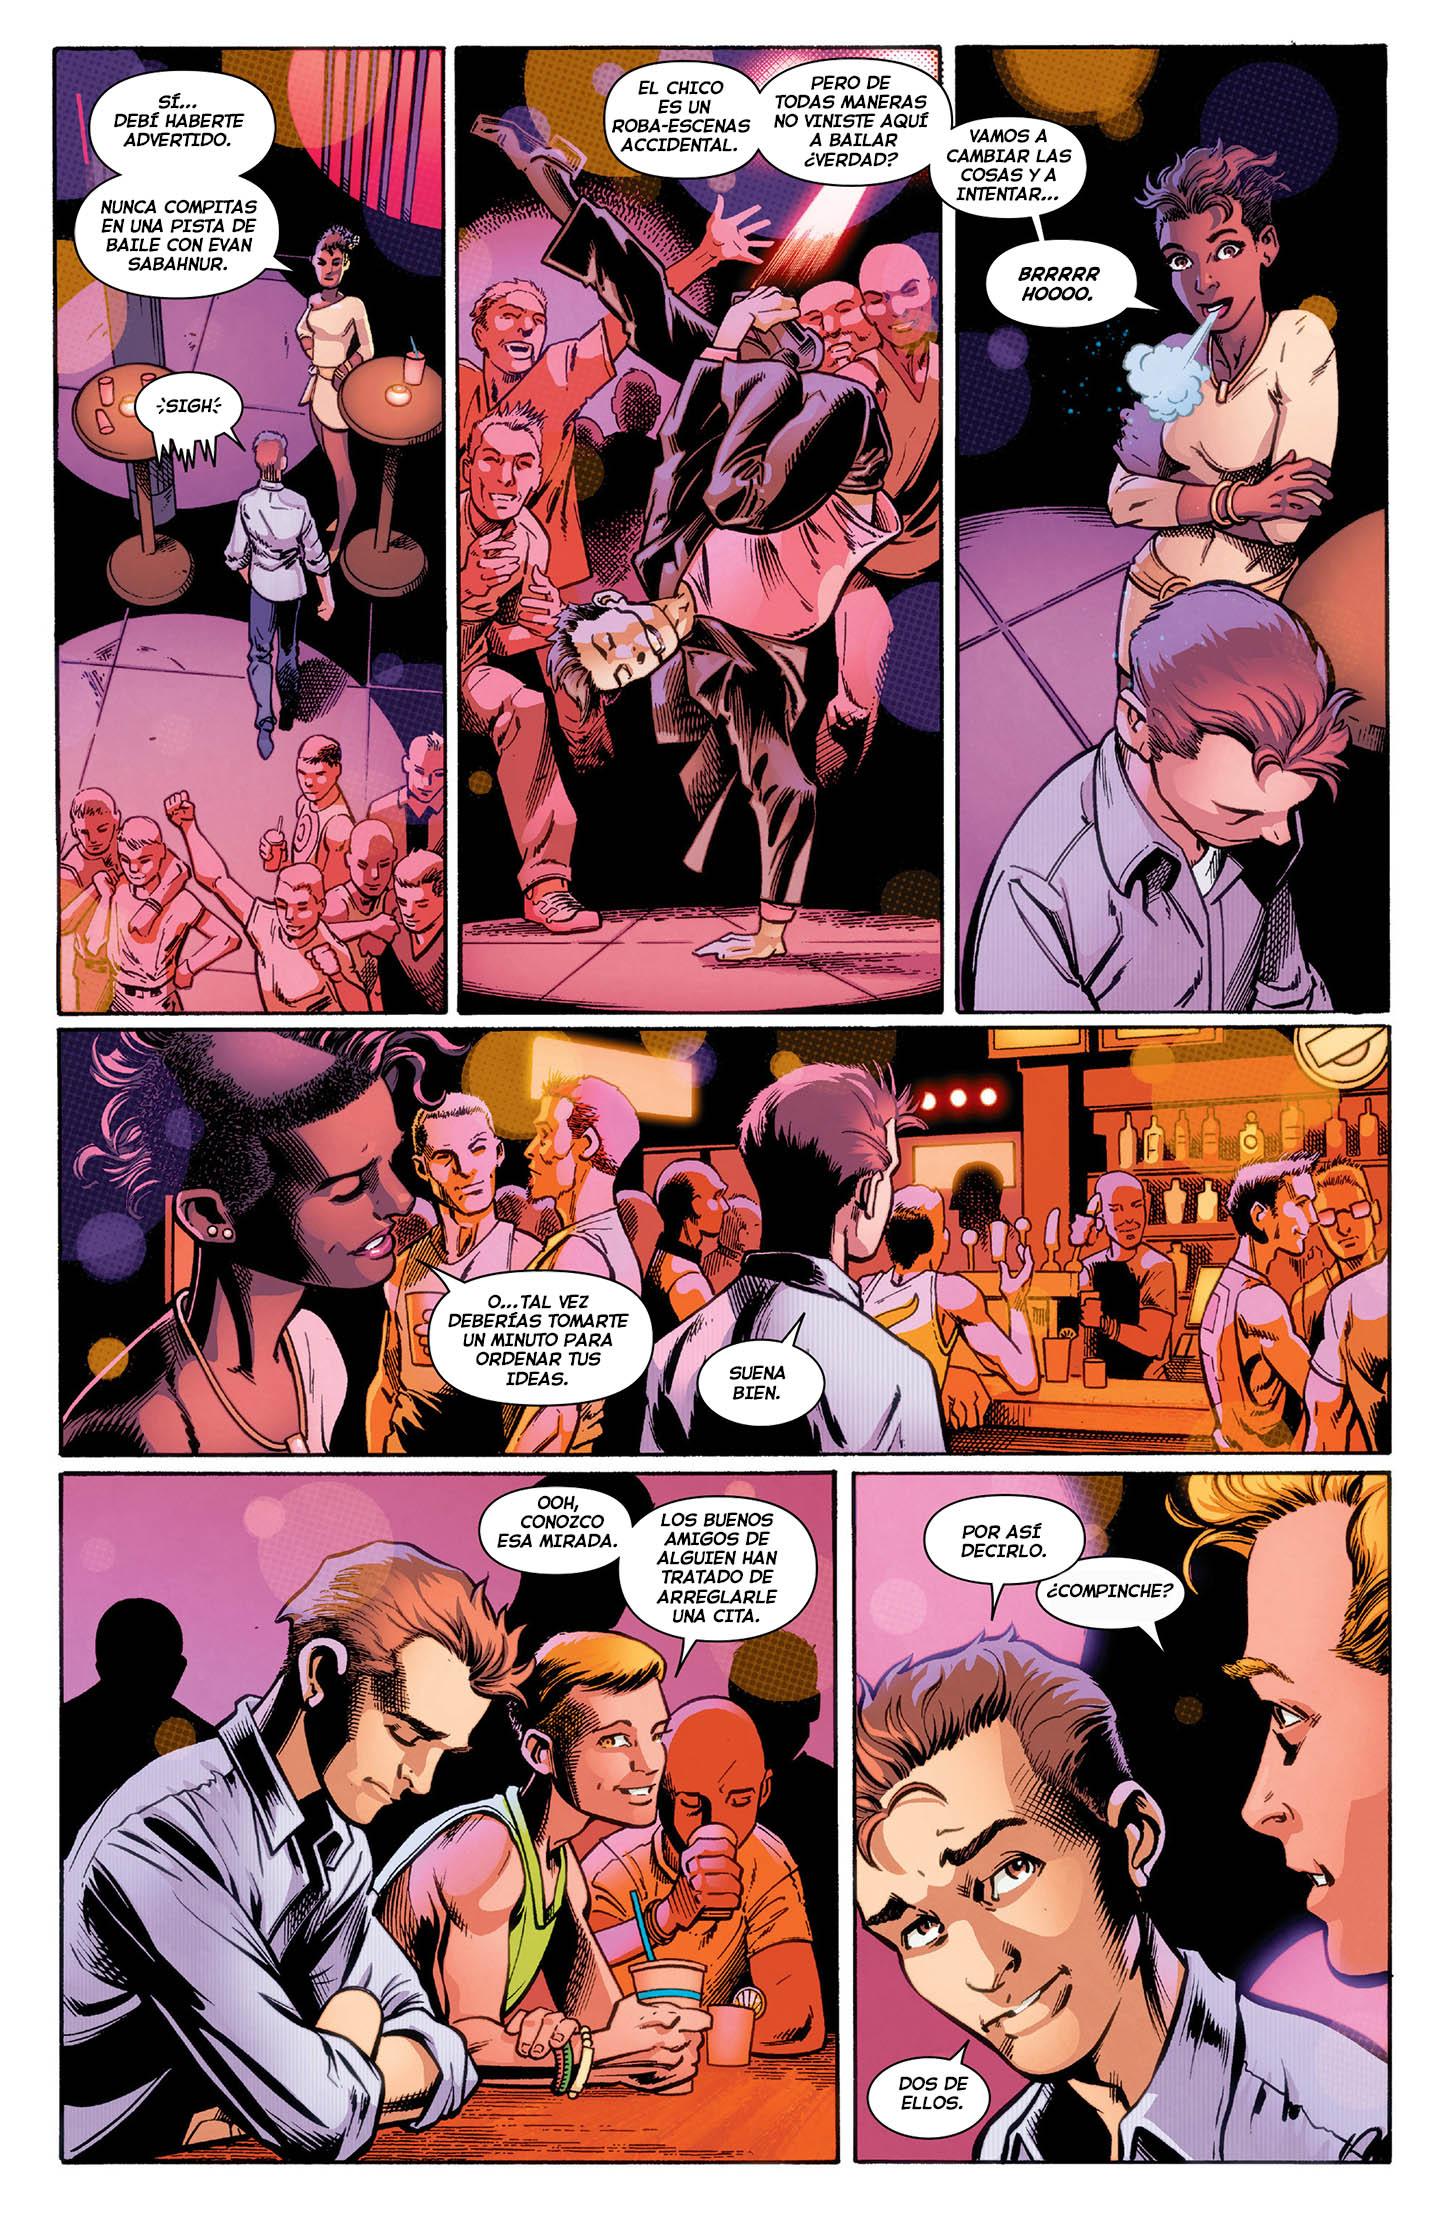 SÍ...
DEBÍ HABERTE
ADVERTIDO.
NUNCA COMPITAS
EN UNA PISTA DE
BAILE CON EVAN
SABAHNUR.
SIGH
EL CHICO
ES UN
ROBA-ESCENAS
ACCIDENTAL.
PERO DE
TODAS MANERAS
NO VINISTE AQUÍ
A BAILAR
¿VERDAD?
VAMOS A
CAMBIAR LAS
COSAS Y A
INTENTAR...
BRRRRR
HOOOO.
O...TAL VEZ
DEBERÍAS TOMARTE
UN MINUTO PARA
ORDENAR TUS
IDEAS.
SUENA
BIEN.
OOH,
CONOZCO
ESA MIRADA.
LOS BUENOS
AMIGOS DE
ALGUIEN HAN
TRATADO DE
ARREGLARLE
UNA CITA.
POR ASÍ
DECIRLO.
¿COMPINCHE?
DOS DE
ELLOS.